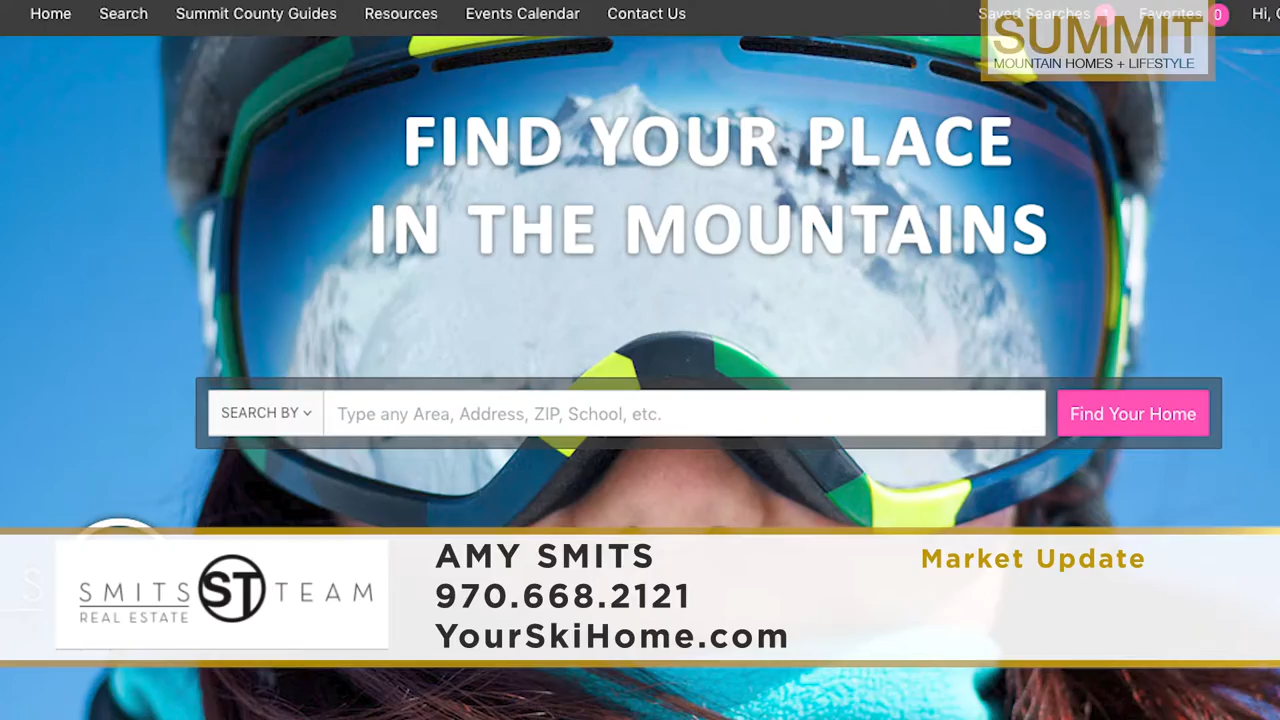 Home Search Summit County Guides Resources Events Calendar Contact Us Saved Searches Favorites 0 Hi,
SUMMIT
MOUNTAIN HOMES + LIFESTYLE
FIND YOUR PLACE
IN THE MOUNTAINS
SEARCH BY Type any Area, Address, ZIP, School, etc. Find Your Home
SMITS ST TEAM
REAL ESTATE
AMY SMITS
970.668.2121
YourSkiHome.com
Market Update